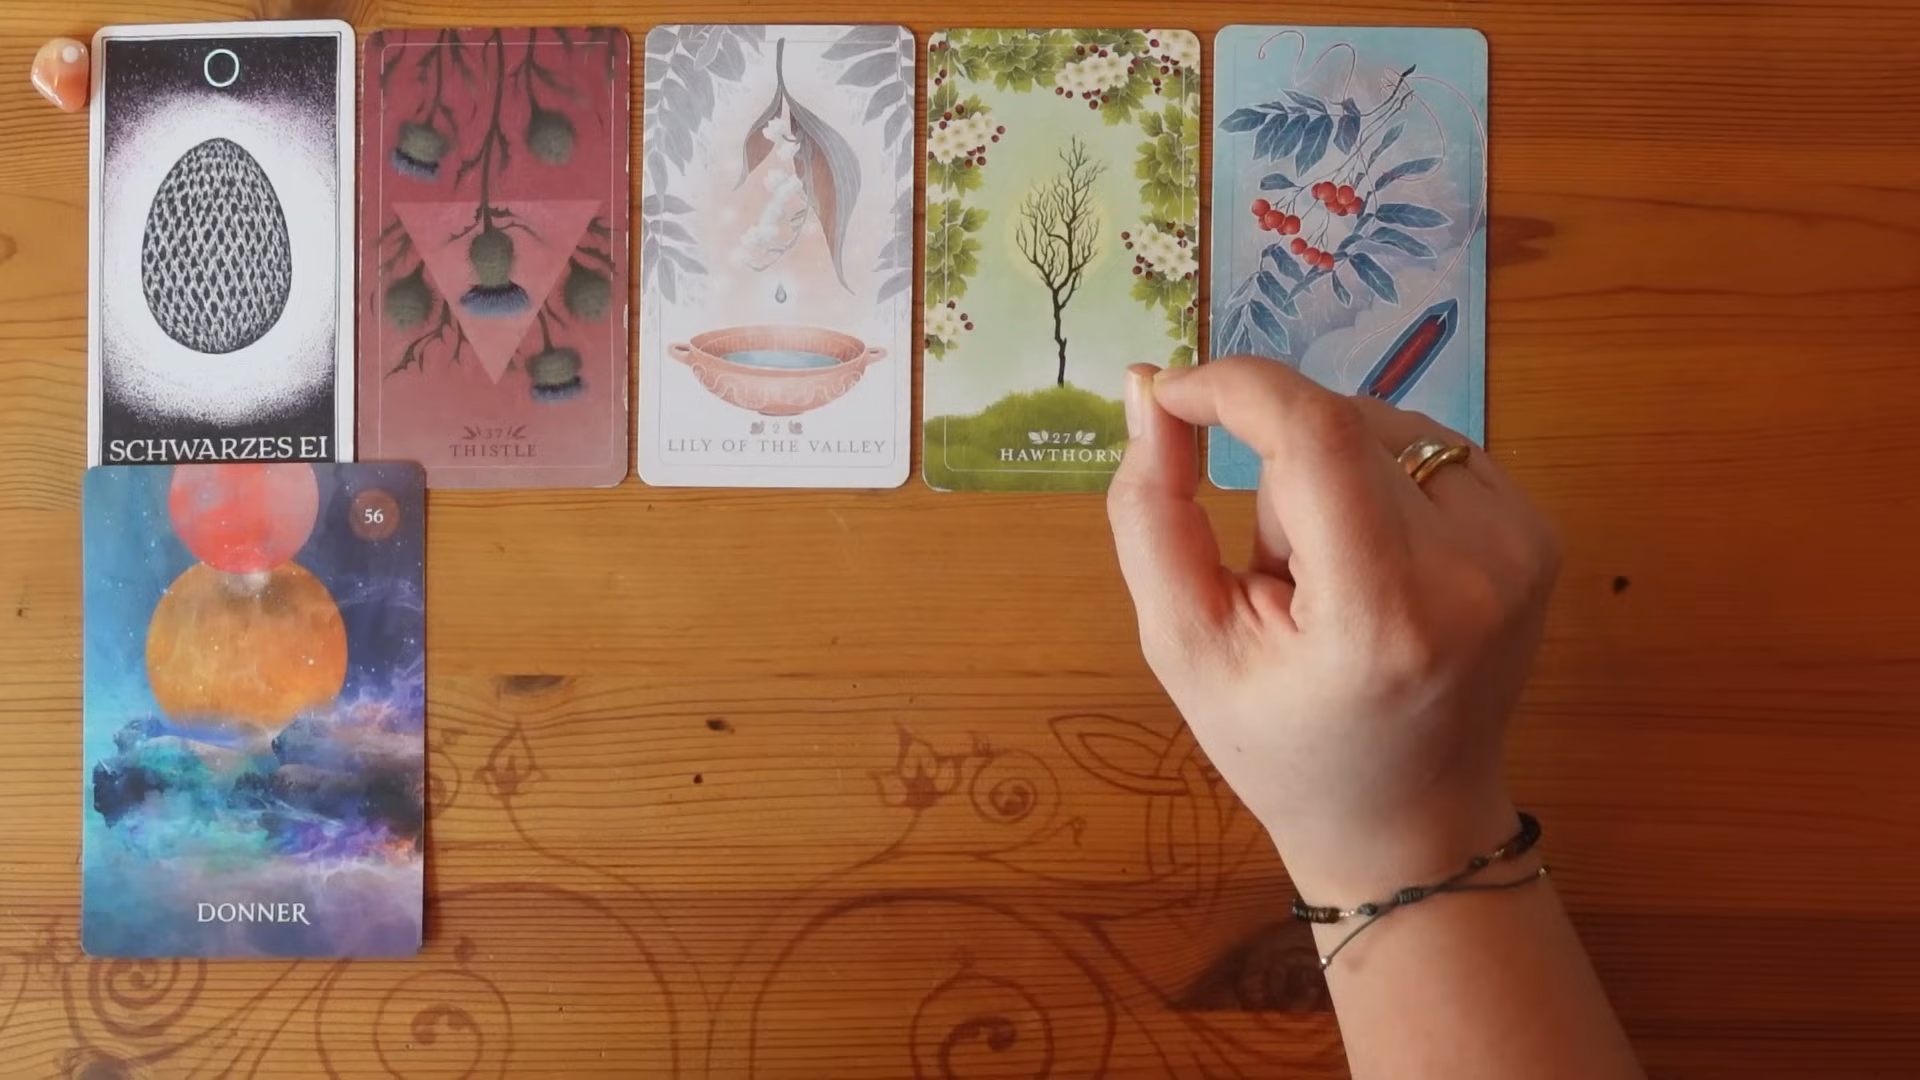 SCHWARZES EI
37
THISTLE
2
LILY OF THE VALLEY
27
HAWTHORN
56
DONNER